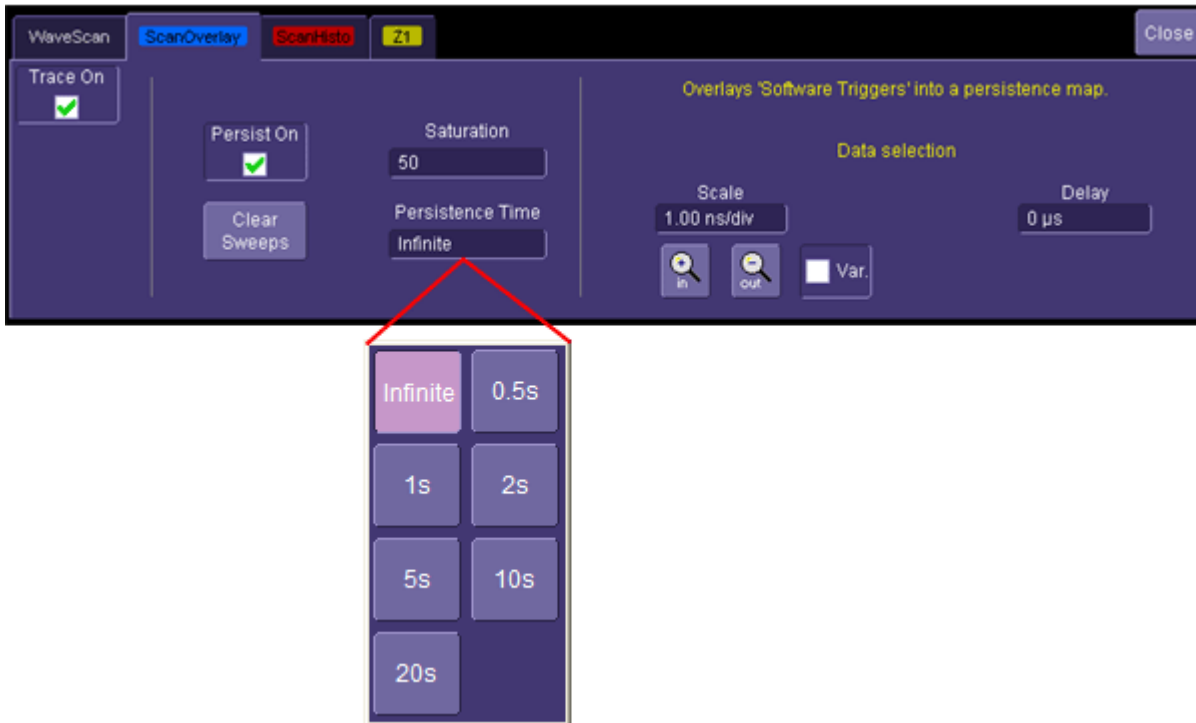 WaveScan ScanOverlay ScanHisto Z1 Close
Trace On
Persist On
Clear
Sweeps
Saturation
50
Persistence Time
Infinite
Overlays 'Software Triggers' into a persistence map.
Data selection
Scale
1.00 ns/div
in
out
Var.
Delay
0 µs
Infinite 0.5s
1s 2s
5s 10s
20s